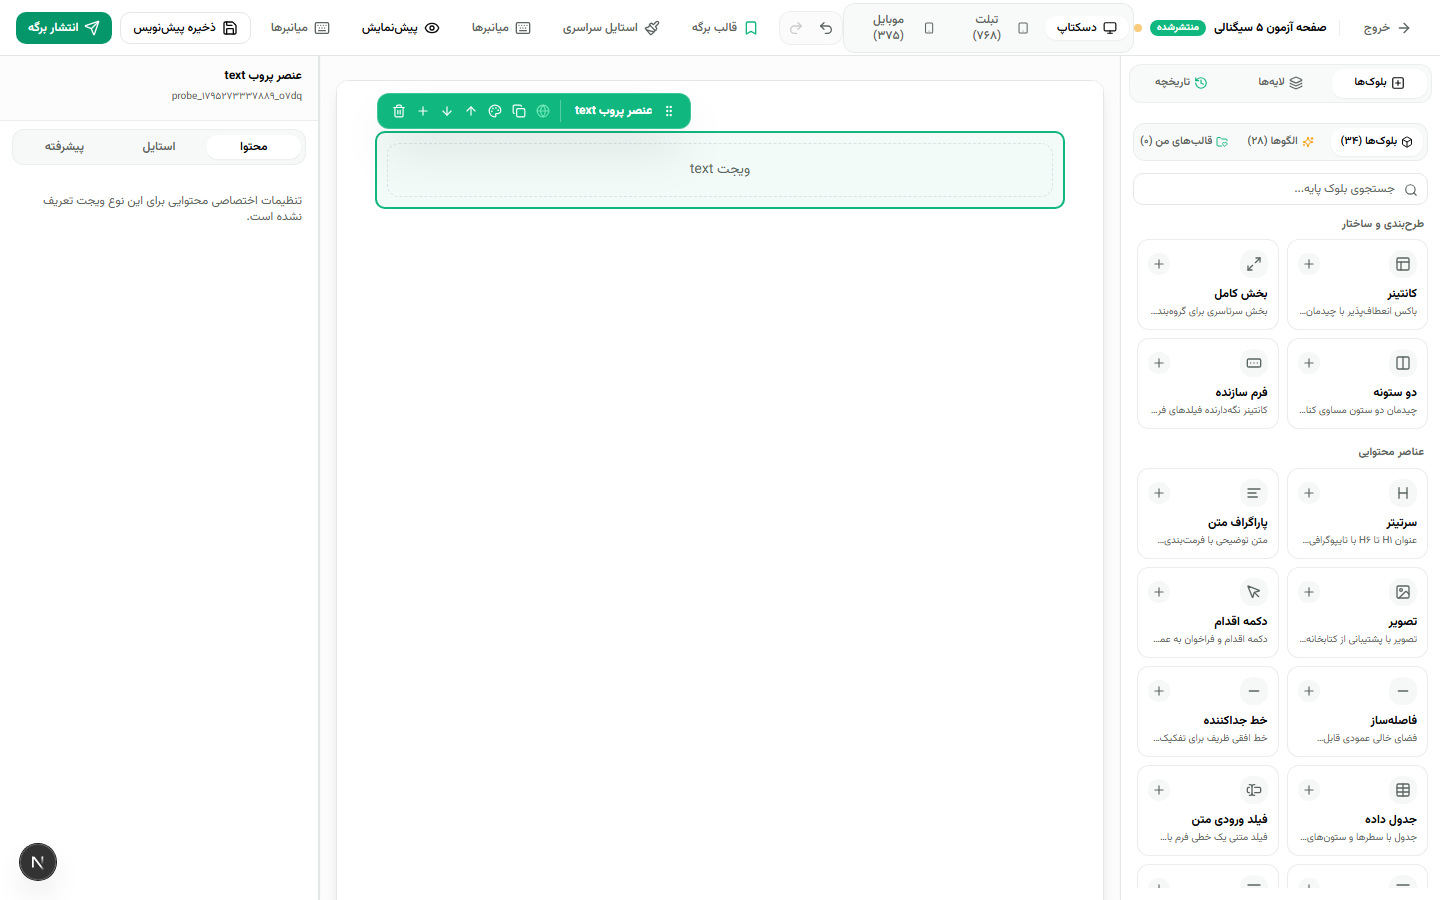 خروج
صفحه آزمون ۵ سیگنالی
منتشرشده
دسکتاپ
تبلت (۷۶۸)
موبایل (۳۷۵)
قالب برگه
استایل سراسری
میانبرها
پیش‌نمایش
میانبرها
ذخیره پیش‌نویس
انتشار برگه
بلوک‌ها
لایه‌ها
تاریخچه
بلوک‌ها (۳۴)
الگوها (۲۸)
قالب‌های من (۰)
جستجوی بلوک پایه...
طرح‌بندی و ساختار
کانتینر
باکس انعطاف‌پذیر با چیدمان...
بخش کامل
بخش سرتاسری برای گروه‌بند...
دو ستونه
چیدمان دو ستون مساوی کنا...
فرم سازنده
کانتینر نگه‌دارنده فیلدهای فر...
عناصر محتوایی
سرتیتر
عنوان H۱ تا H۶ با تایپوگرافی...
پاراگراف متن
متن توضیحی با فرمت‌بندی...
تصویر
تصویر با پشتیبانی از کتابخانه...
دکمه اقدام
دکمه اقدام و فراخوان به عمـ...
فاصله‌ساز
فضای خالی عمودی قابل...
خط جداکننده
خط افقی ظریف برای تفکیک...
جدول داده
جدول با سطرها و ستون‌های...
فیلد ورودی متن
فیلد متنی یک خطی فرم با...
عنصر پروب text
ویجت text
عنصر پروب text
probe_۱۷۹۵۲۷۳۳۳۷۸۸۹_o۷dq
محتوا
استایل
پیشرفته
تنظیمات اختصاصی محتوایی برای این نوع ویجت تعریف
نشده است.
N